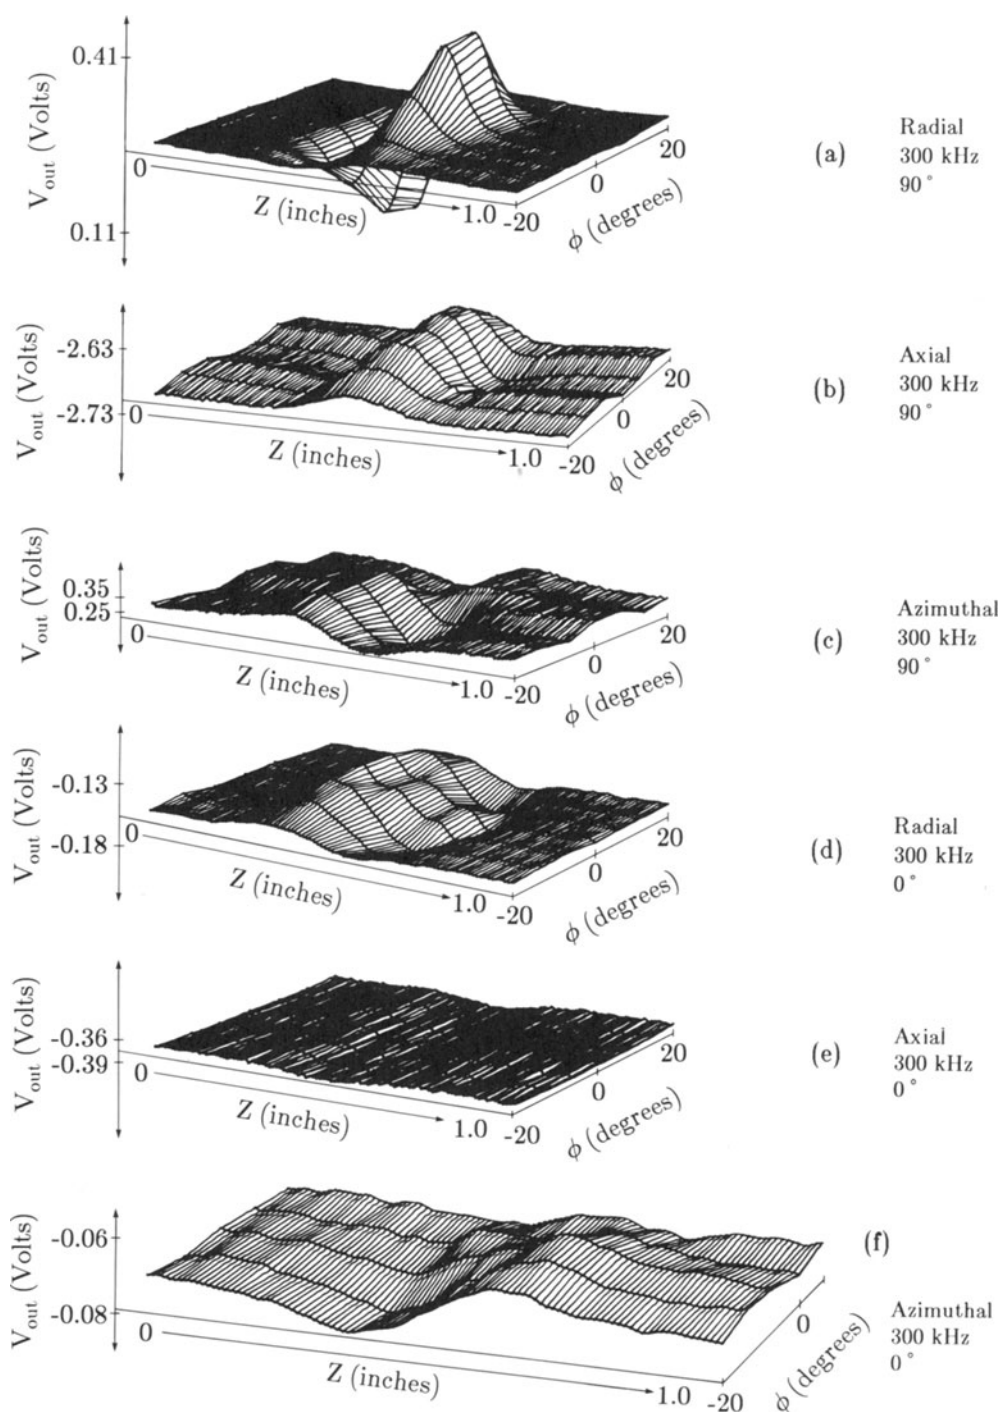 0.41
V_out (Volts)
0.11
0
Z (inches)
1.0
-20
0
20
φ (degrees)
(a)
Radial
300 kHz
90°
-2.63
V_out (Volts)
-2.73
0
Z (inches)
1.0
-20
0
20
φ (degrees)
(b)
Axial
300 kHz
90°
0.35
V_out (Volts)
0.25
0
Z (inches)
1.0
-20
0
20
φ (degrees)
(c)
Azimuthal
300 kHz
90°
-0.13
V_out (Volts)
-0.18
0
Z (inches)
1.0
-20
0
20
φ (degrees)
(d)
Radial
300 kHz
0°
-0.36
V_out (Volts)
-0.39
0
Z (inches)
1.0
-20
0
20
φ (degrees)
(e)
Axial
300 kHz
0°
-0.06
V_out (Volts)
-0.08
0
Z (inches)
1.0
-20
0
φ (degrees)
(f)
Azimuthal
300 kHz
0°